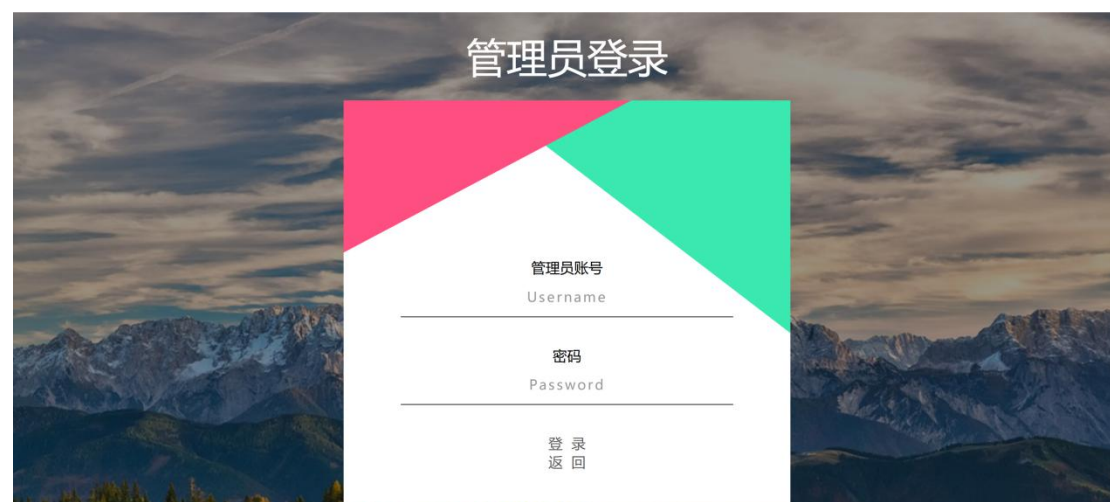 管理员登录
管理员账号
Username
密码
Password
登 录
返 回